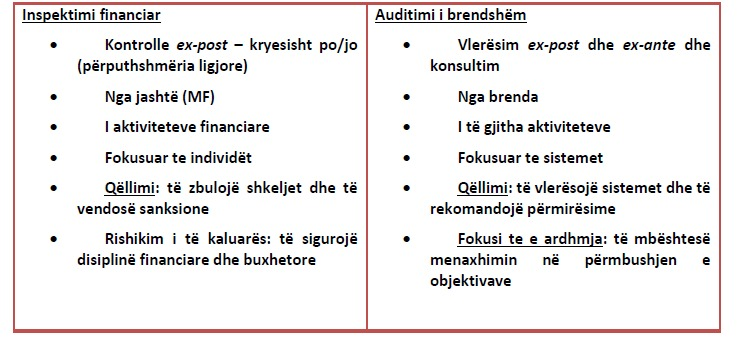 Inspektimi financiar
• Kontrolle ex-post – kryesisht po/jo
(përputhshmëria ligjore)
• Nga jashtë (MF)
• I aktiviteteve financiare
• Fokusuar te individët
• Qëllimi: të zbulojë shkeljet dhe të
vendosë sanksione
• Rishikim i të kaluarës: të sigurojë
disiplinë financiare dhe buxhetore
Auditimi i brendshëm
• Vlerësim ex-post dhe ex-ante dhe
konsultim
• Nga brenda
• I të gjitha aktiviteteve
• Fokusuar te sistemet
• Qëllimi: të vlerësojë sistemet dhe të
rekomandojë përmirësime
• Fokusi te e ardhmja: të mbështesë
menaxhimin në përmbushjen e
objektivave